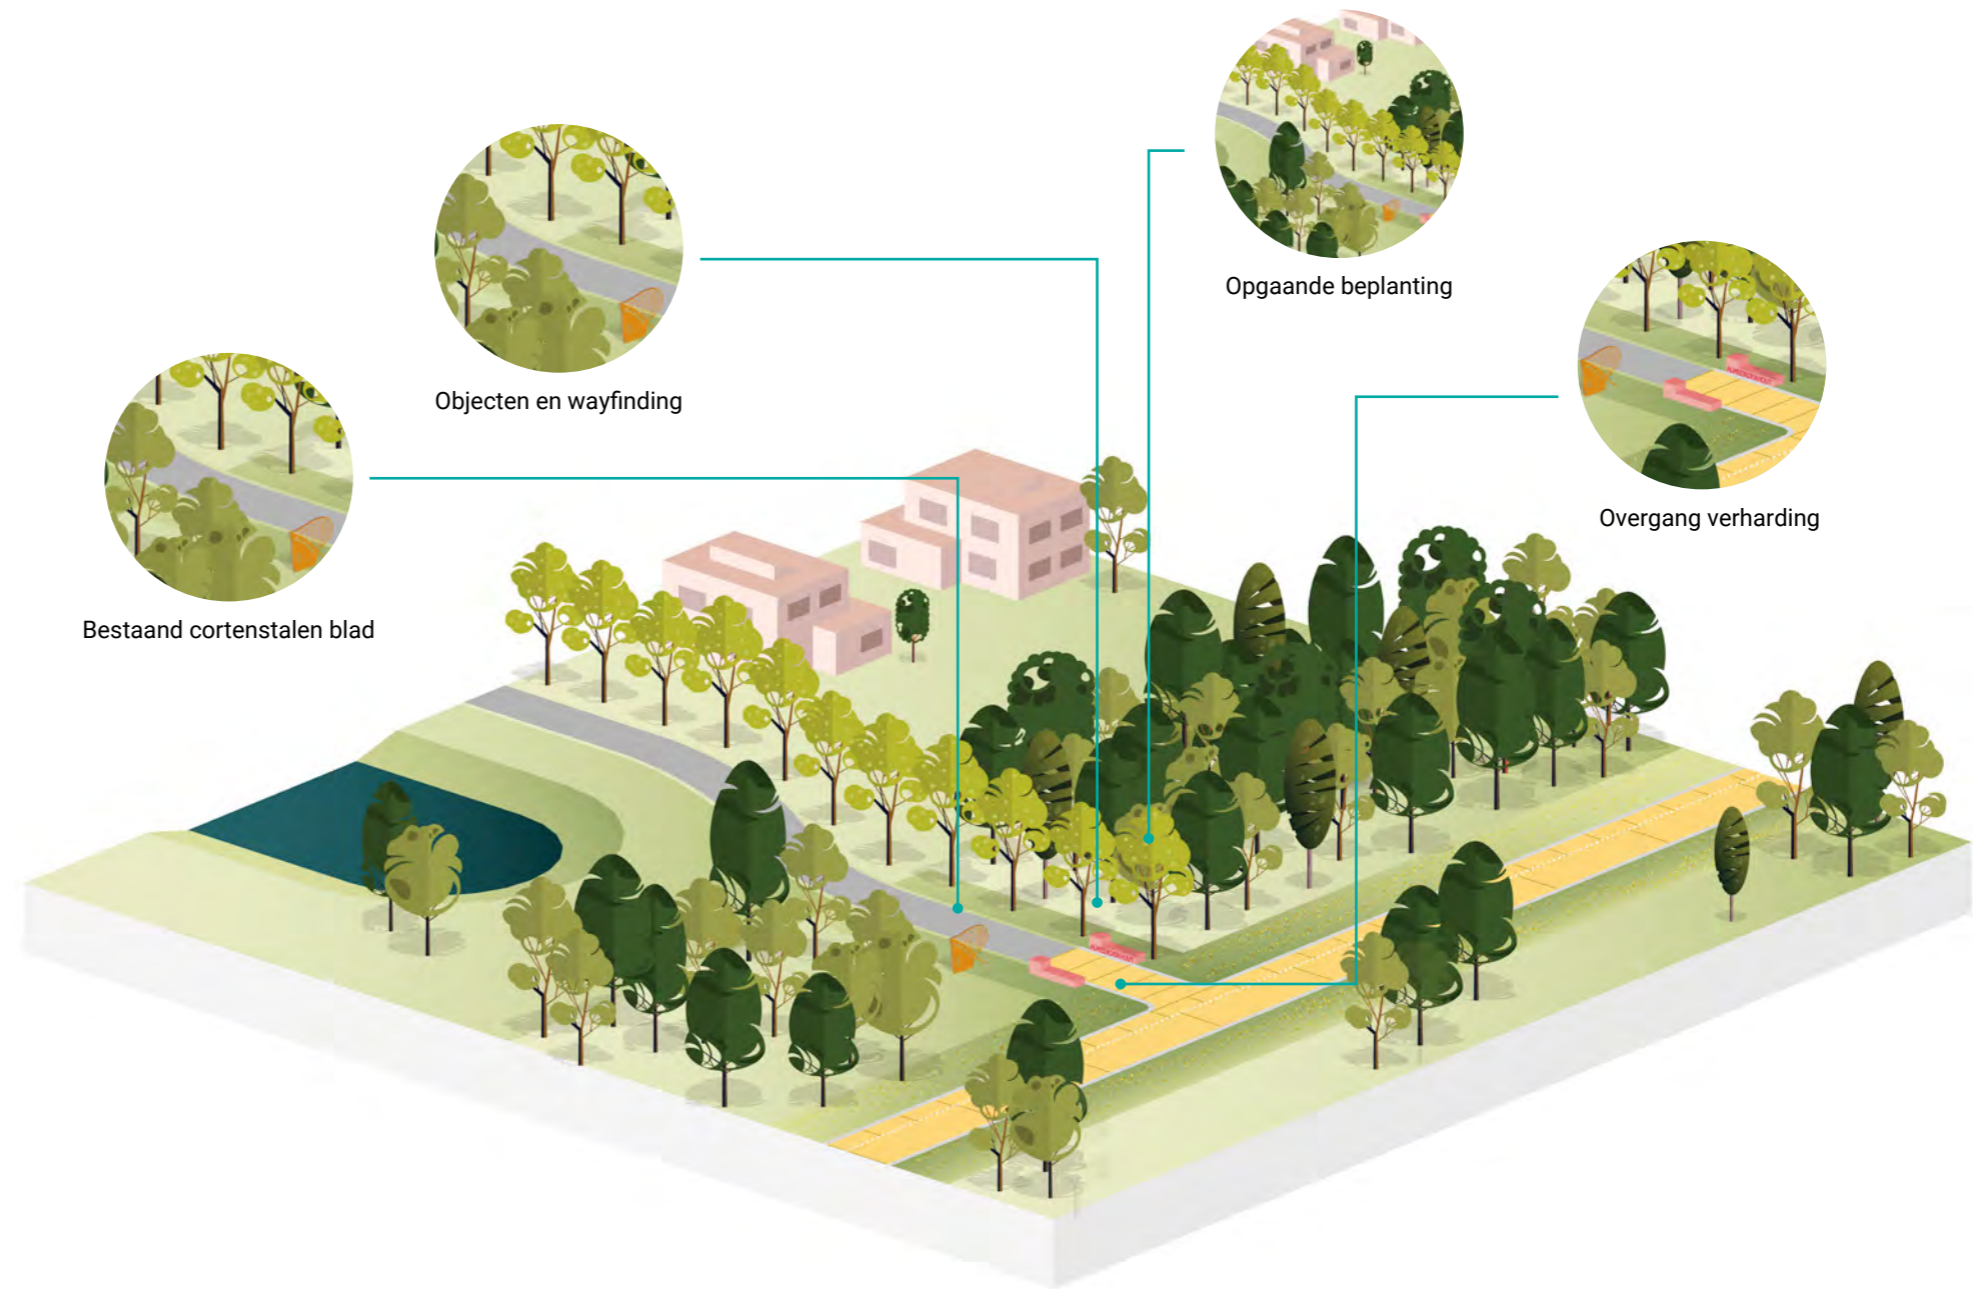 Opgaande beplanting
Objecten en wayfinding
Overgang verharding
Bestaand cortenstalen blad